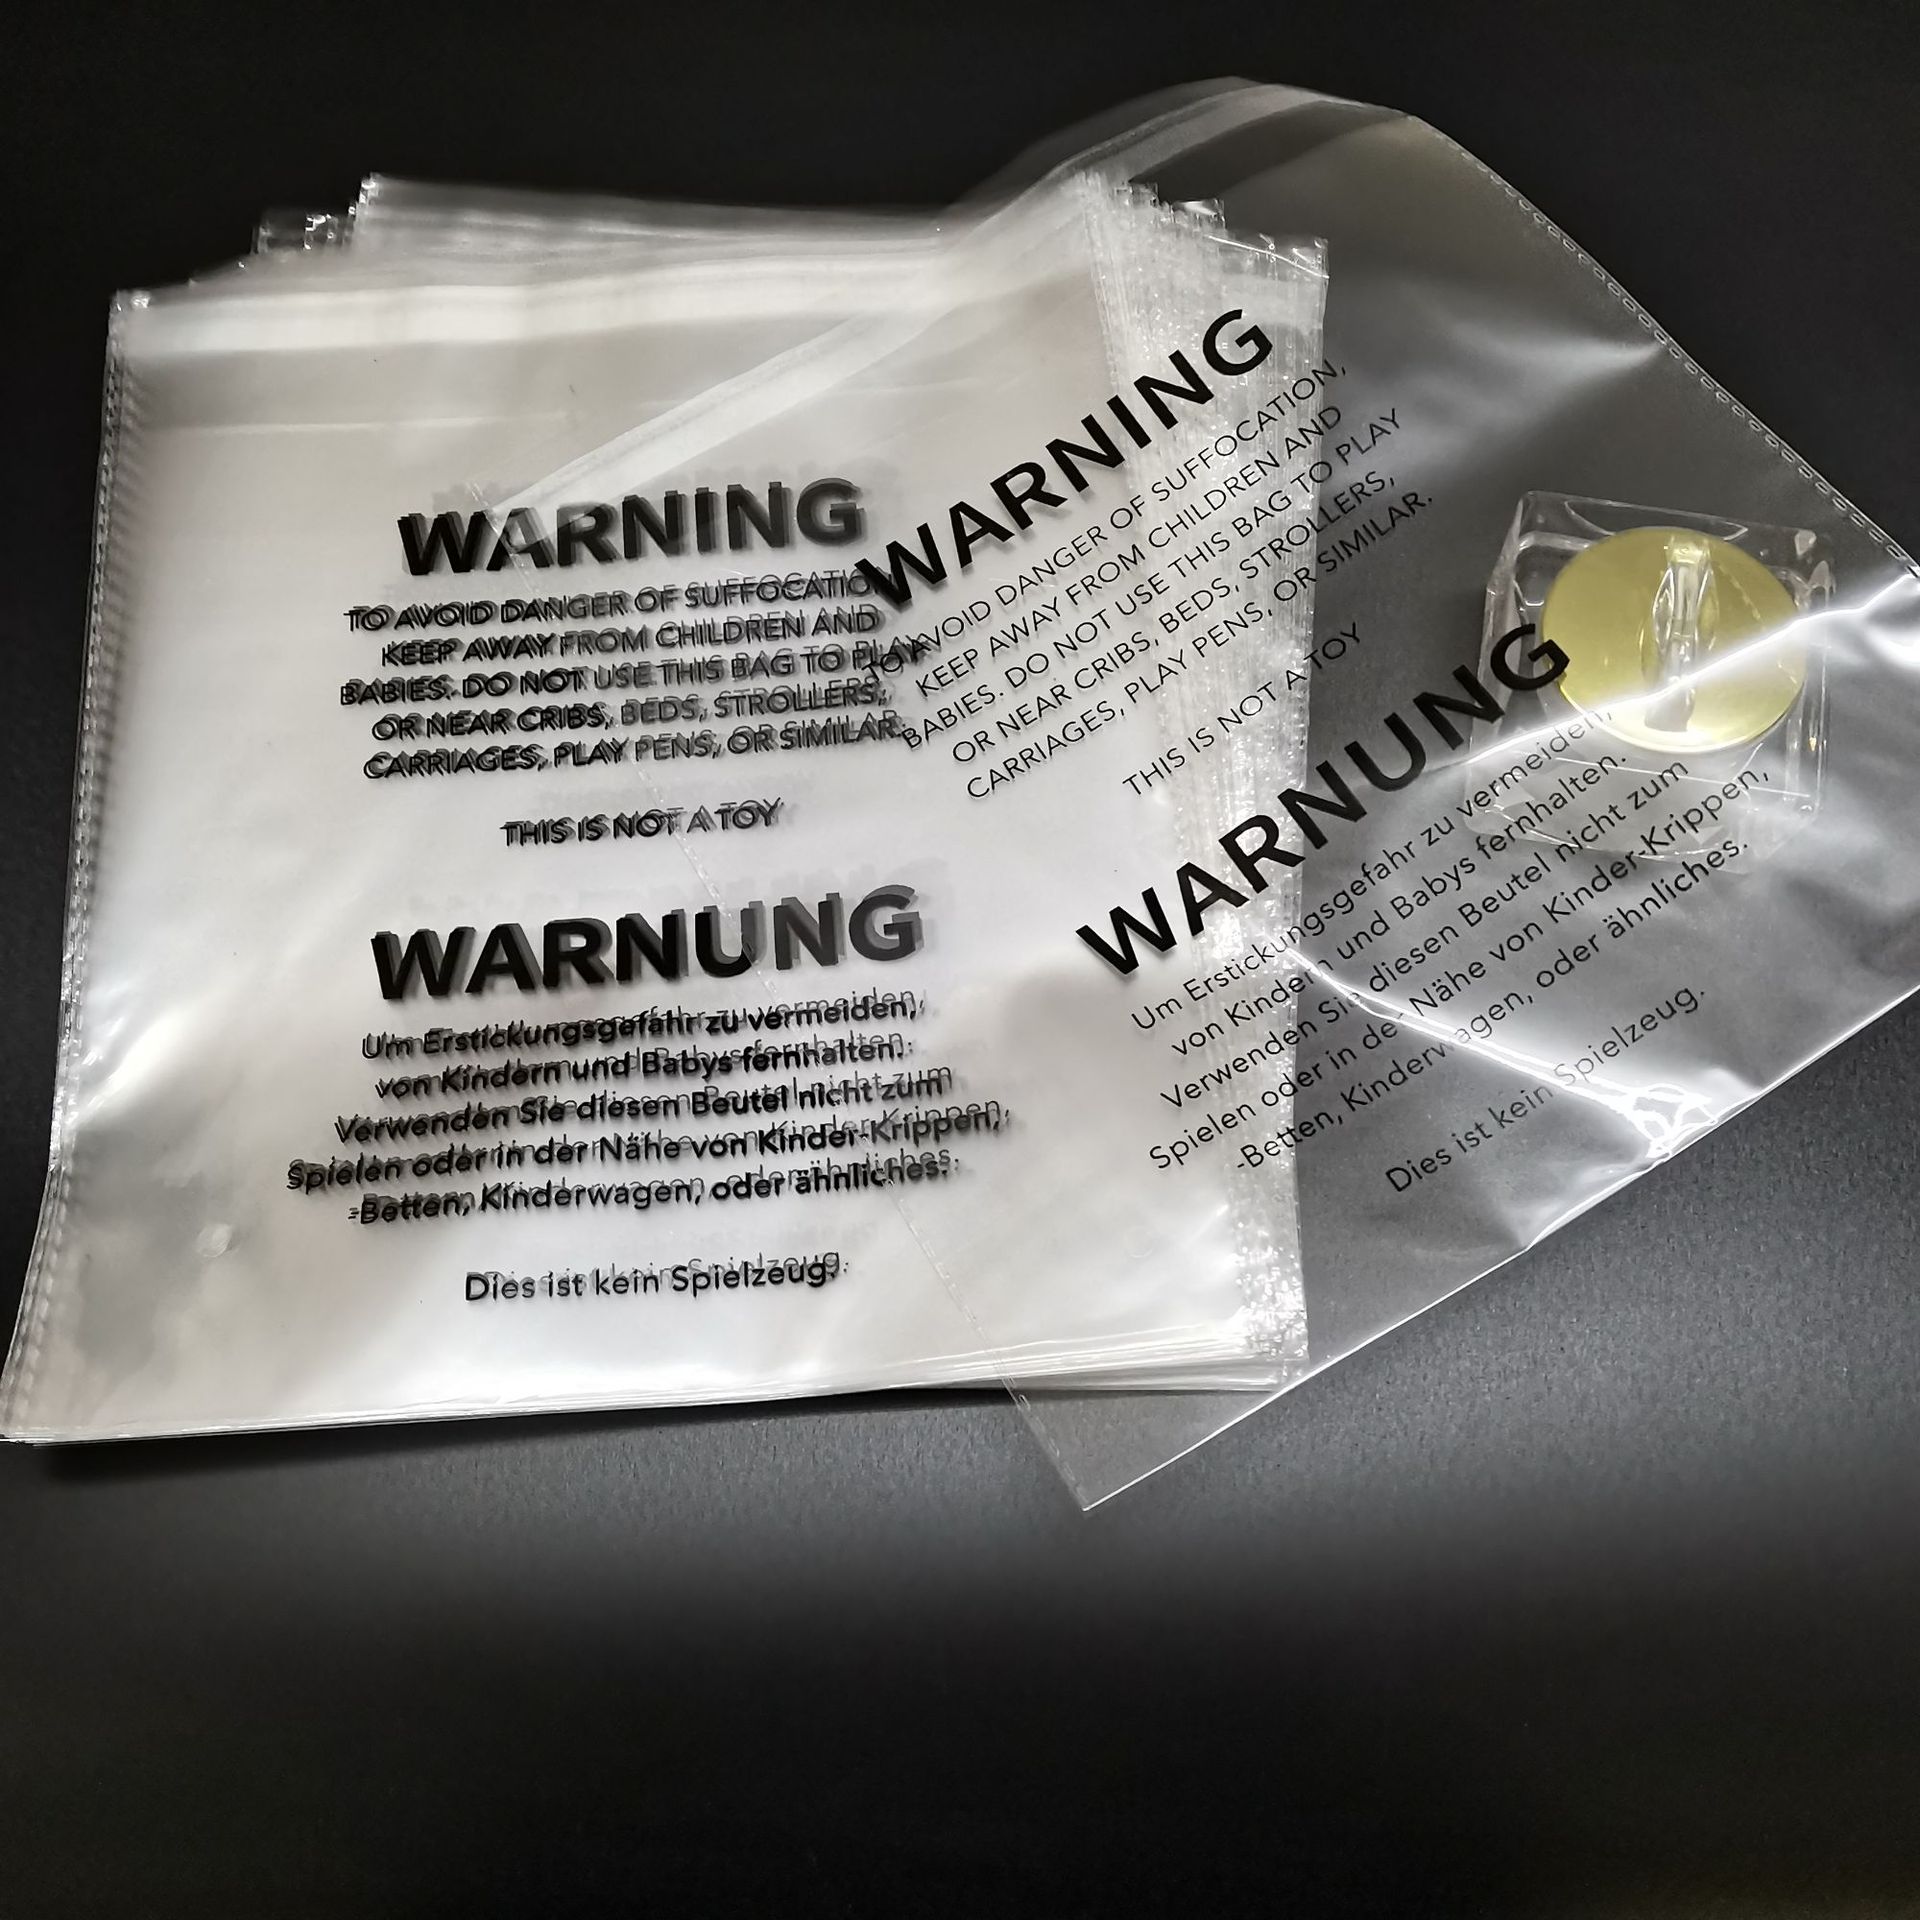 WARNING
TO AVOID DANGER OF SUFFOCATION,
KEEP AWAY FROM CHILDREN AND
BABIES. DO NOT USE THIS BAG TO PLAY
OR NEAR CRIBS, BEDS, STROLLERS,
CARRIAGES, PLAY PENS, OR SIMILAR.
THIS IS NOT A TOY
WARNUNG
Um Erstickungsgefahr zu vermeiden,
von Kindern und Babys fernhalten.
Verwenden Sie diesen Beutel nicht zum
Spielen oder in der Nähe von Kinder-Krippen,
-Betten, Kinderwagen, oder ähnliches.
Dies ist kein Spielzeug.
WARNING
TO AVOID DANGER OF SUFFOCATION,
KEEP AWAY FROM CHILDREN AND
BABIES. DO NOT USE THIS BAG TO PLAY
OR NEAR CRIBS, BEDS, STROLLERS,
CARRIAGES, PLAY PENS, OR SIMILAR.
THIS IS NOT A TOY
WARNUNG
Um Erstickungsgefahr zu vermeiden,
von Kindern und Babys fernhalten.
Verwenden Sie diesen Beutel nicht zum
Spielen oder in der Nähe von Kinder-Krippen,
-Betten, Kinderwagen, oder ähnliches.
Dies ist kein Spielzeug.